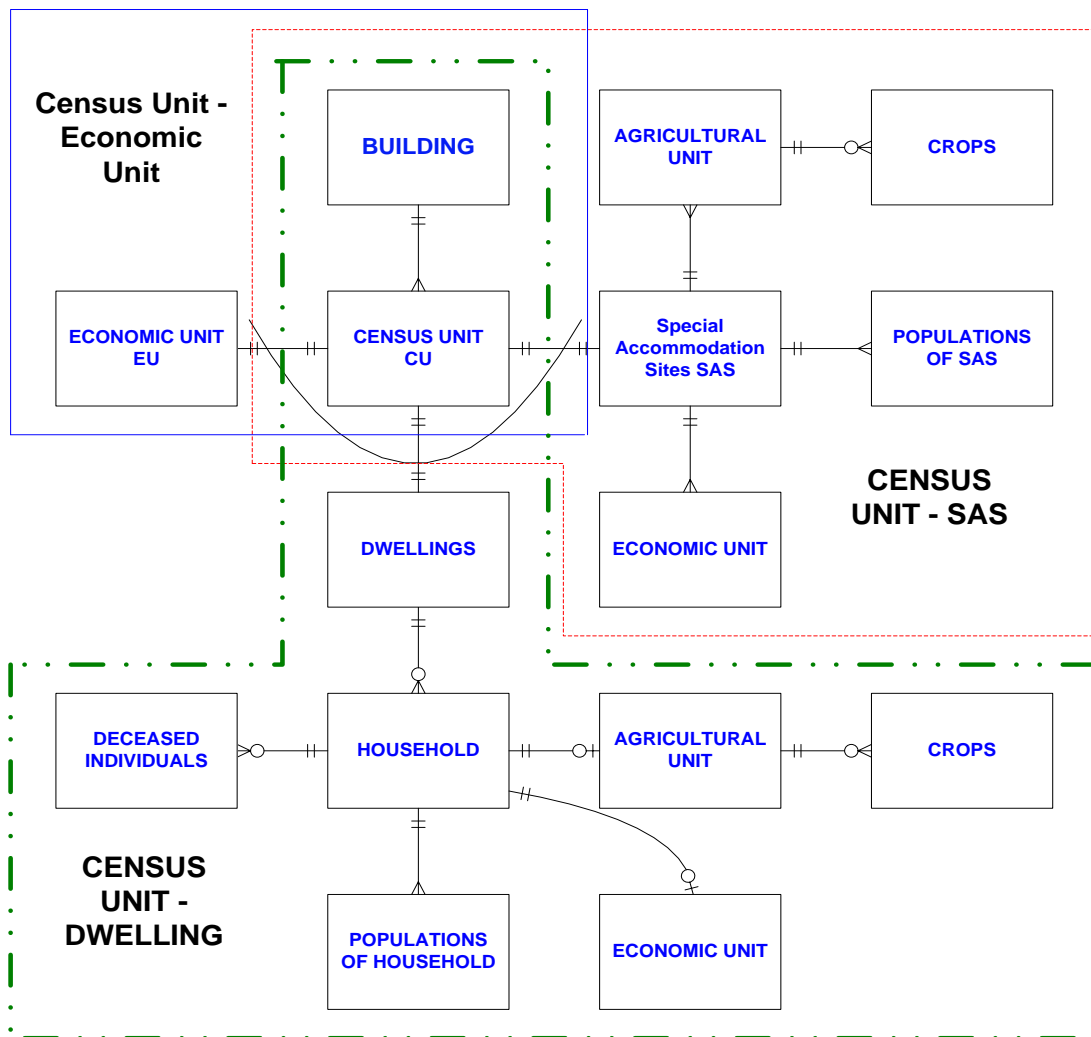 Census Unit -
Economic
Unit
BUILDING
AGRICULTURAL
UNIT
CROPS
ECONOMIC UNIT
EU
CENSUS UNIT
CU
Special
Accommodation
Sites SAS
POPULATIONS
OF SAS
CENSUS
UNIT - SAS
DWELLINGS
ECONOMIC UNIT
DECEASED
INDIVIDUALS
HOUSEHOLD
AGRICULTURAL
UNIT
CROPS
CENSUS
UNIT -
DWELLING
POPULATIONS
OF HOUSEHOLD
ECONOMIC UNIT